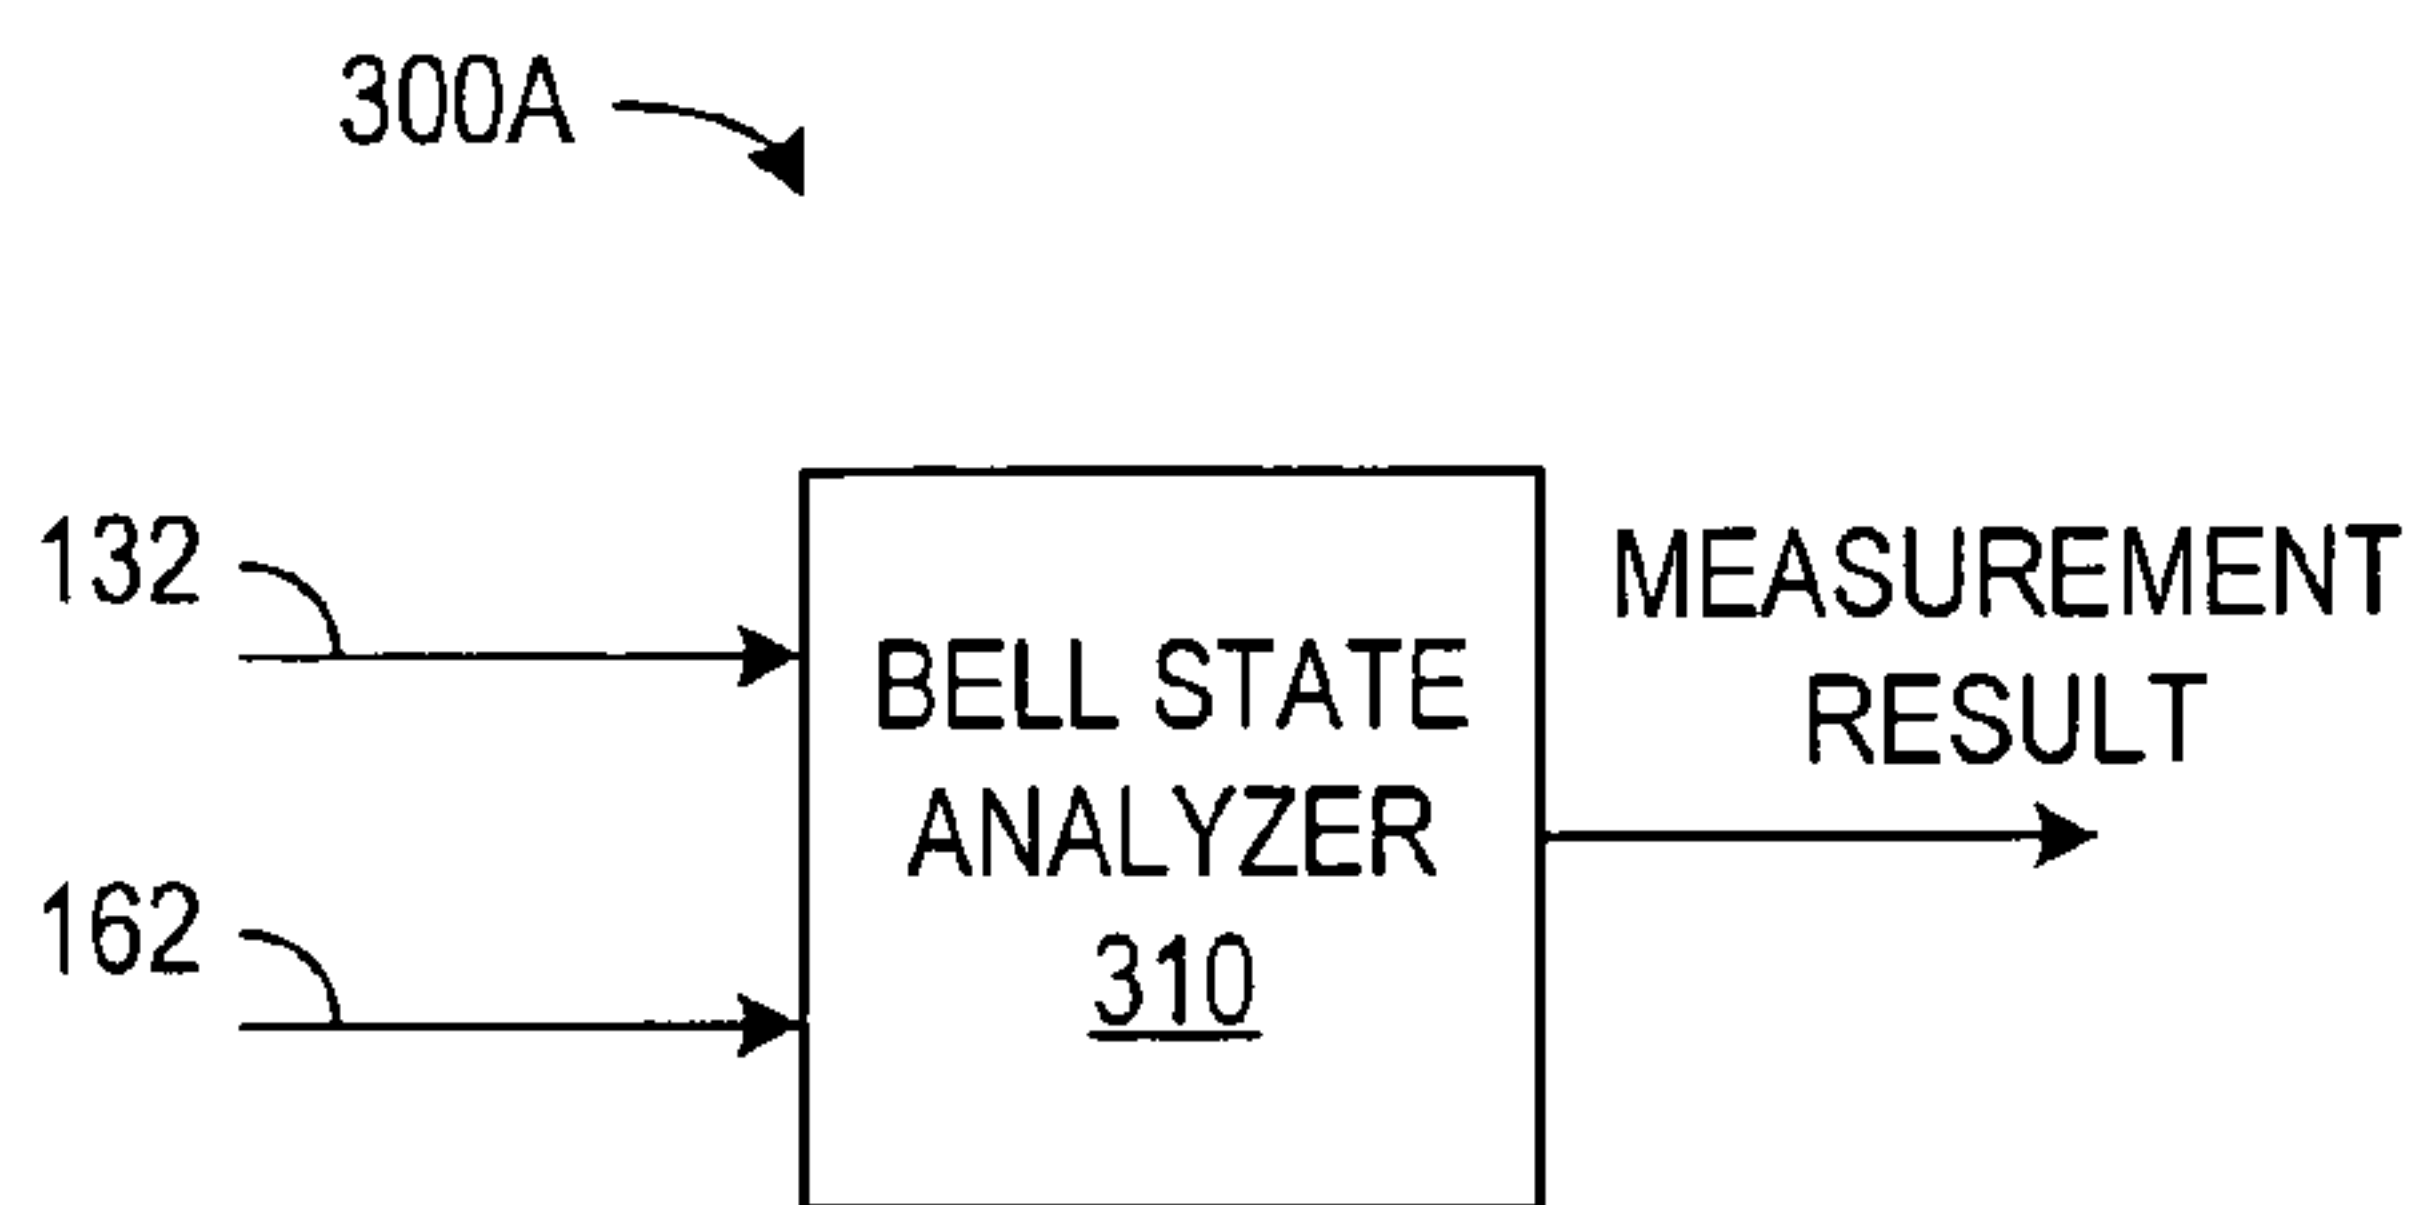 300A
132
162
BELL STATE
ANALYZER
310
MEASUREMENT
RESULT